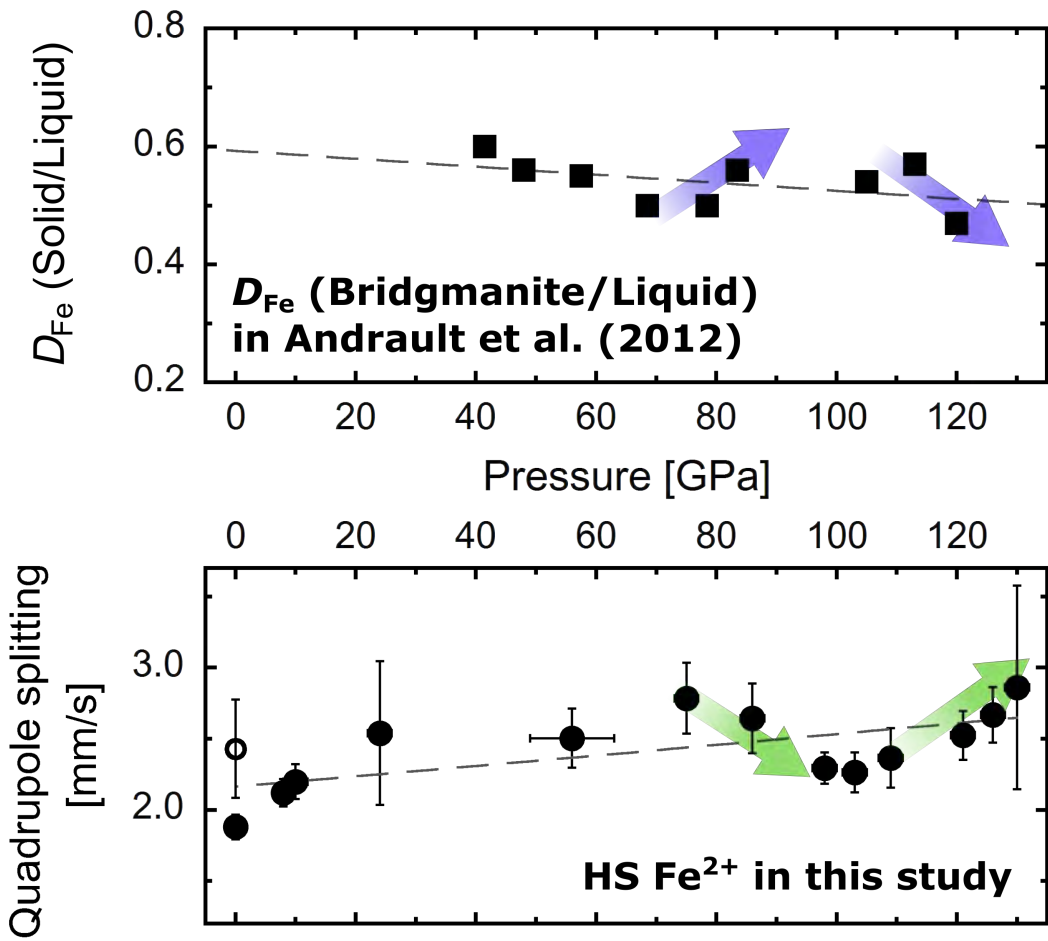 0.8
0.6
0.4
0.2
D_Fe (Solid/Liquid)
D_Fe (Bridgmanite/Liquid)
in Andrault et al. (2012)
0 20 40 60 80 100 120
Pressure [GPa]
0 20 40 60 80 100 120
3.0
2.0
Quadrupole splitting
[mm/s]
HS Fe²⁺ in this study